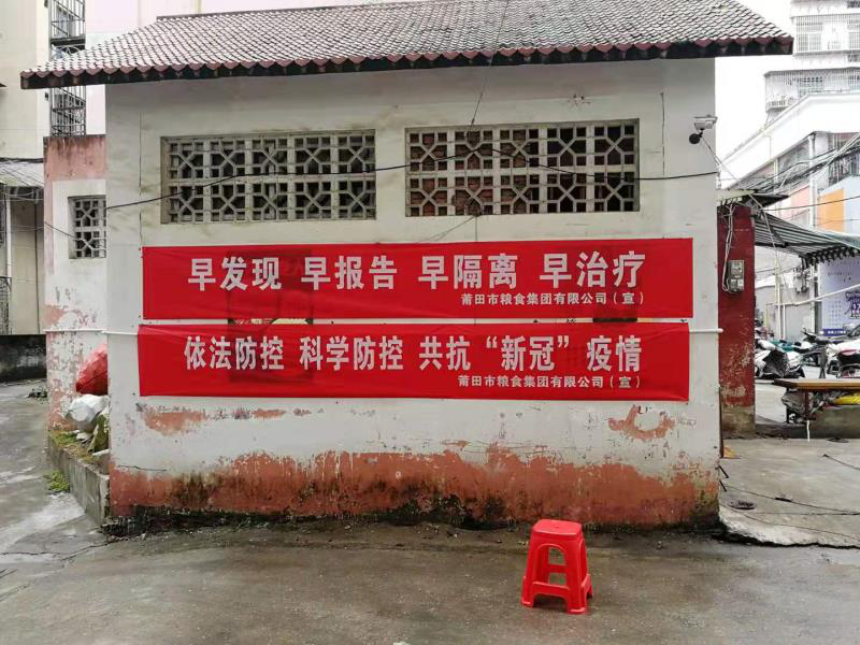 早发现 早报告 早隔离 早治疗
莆田市粮食集团有限公司（宣）
依法防控 科学防控 共抗“新冠”疫情
莆田市粮食集团有限公司（宣）